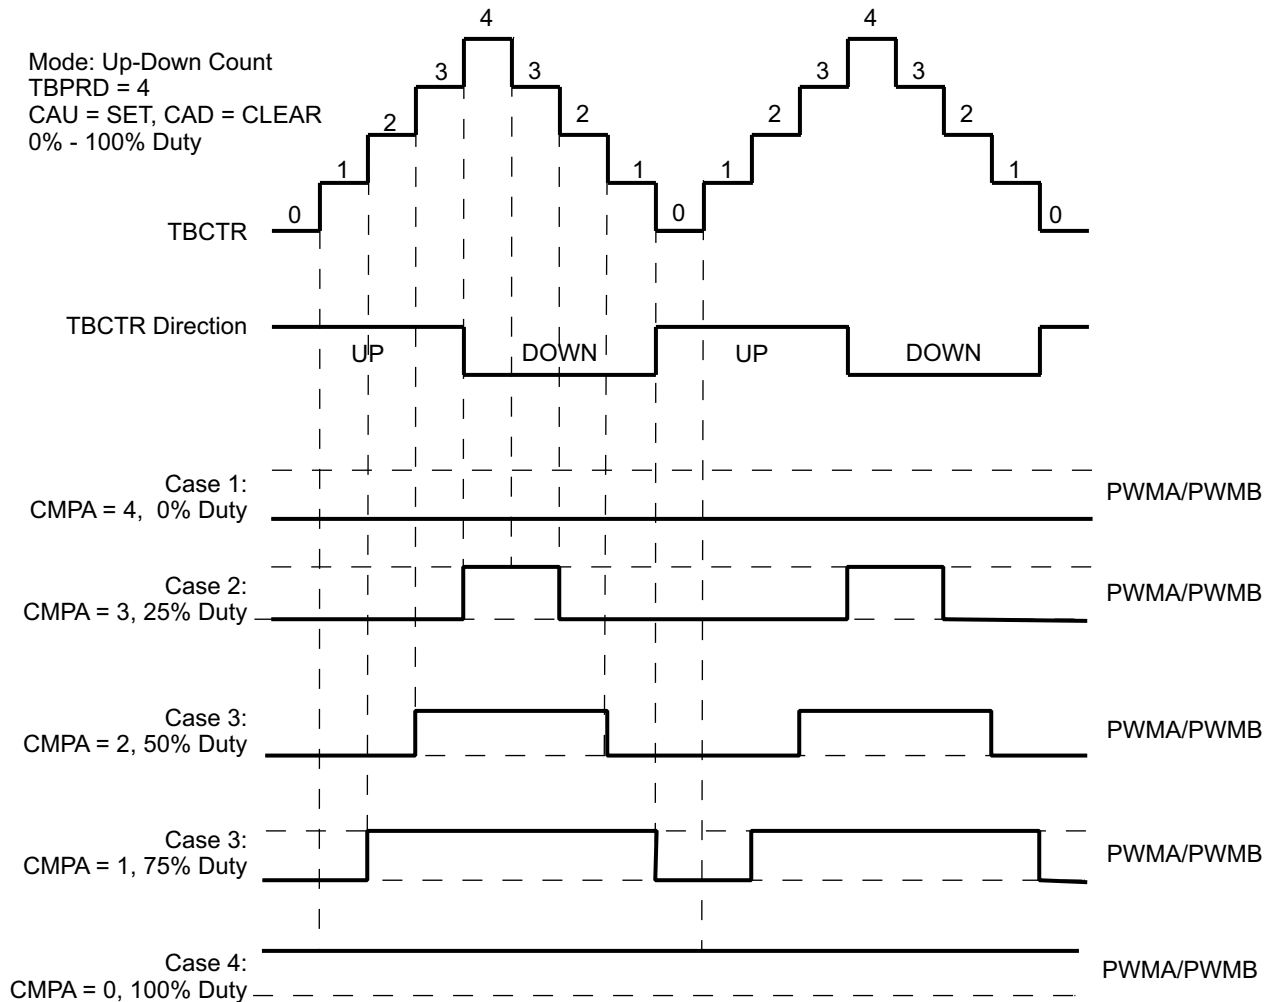 4
4
Mode: Up-Down Count
TBPRD = 4
CAU = SET, CAD = CLEAR
0% - 100% Duty
3
3
3
3
2
2
2
2
1
1
1
1
0
0
0
TBCTR
TBCTR Direction
UP
DOWN
UP
DOWN
Case 1:
CMPA = 4, 0% Duty
PWMA/PWMB
Case 2:
CMPA = 3, 25% Duty
PWMA/PWMB
Case 3:
CMPA = 2, 50% Duty
PWMA/PWMB
Case 3:
CMPA = 1, 75% Duty
PWMA/PWMB
Case 4:
CMPA = 0, 100% Duty
PWMA/PWMB